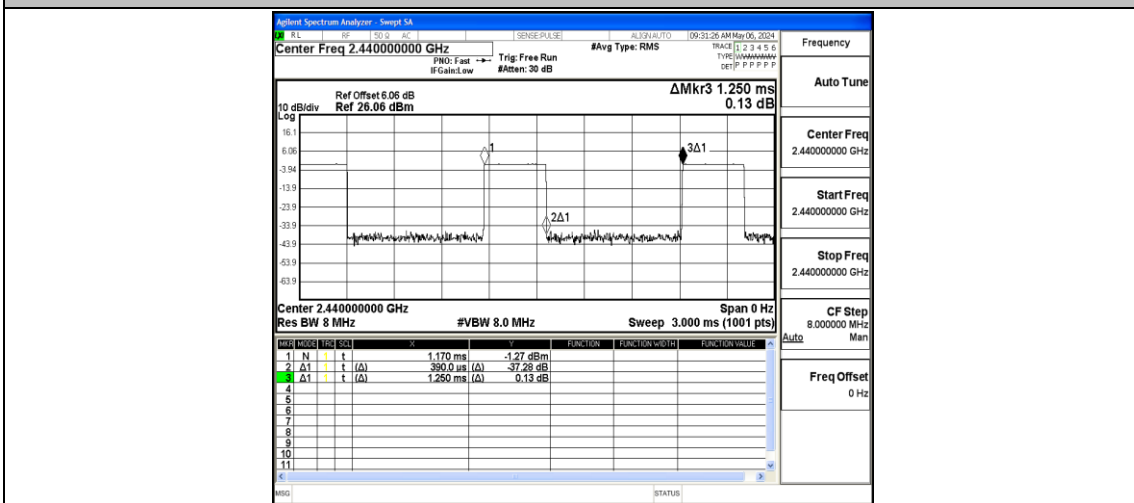 Agilent Spectrum Analyzer - Swept SA
RL RF 50 Ω AC SENSE:PULSE ALIGN AUTO 09:31:26 AM May 06, 2024
Center Freq 2.440000000 GHz
#Avg Type: RMS
TRACE 1 2 3 4 5 6
PNO: Fast Trig: Free Run
TYPE
IFGain:Low #Atten: 30 dB
DET P P P P P P
Frequency
ΔMkr3 1.250 ms
0.13 dB
Ref Offset 6.06 dB
10 dB/div Ref 26.06 dBm
Log
16.1
6.06
-3.94
-13.9
-23.9
-33.9
-43.9
-53.9
-63.9
1
2Δ1
3Δ1
Center 2.440000000 GHz Span 0 Hz
Res BW 8 MHz #VBW 8.0 MHz Sweep 3.000 ms (1001 pts)
MKR MODE TRC SCL X Y FUNCTION FUNCTION WIDTH FUNCTION VALUE
1 N 1 t 1.170 ms -1.27 dBm
2 Δ1 1 t (Δ) 390.0 us (Δ) -37.28 dB
3 Δ1 1 t (Δ) 1.250 ms (Δ) 0.13 dB
4
5
6
7
8
9
10
11
MSG STATUS
Auto Tune
Center Freq
2.440000000 GHz
Start Freq
2.440000000 GHz
Stop Freq
2.440000000 GHz
CF Step
8.000000 MHz
Auto Man
Freq Offset
0 Hz